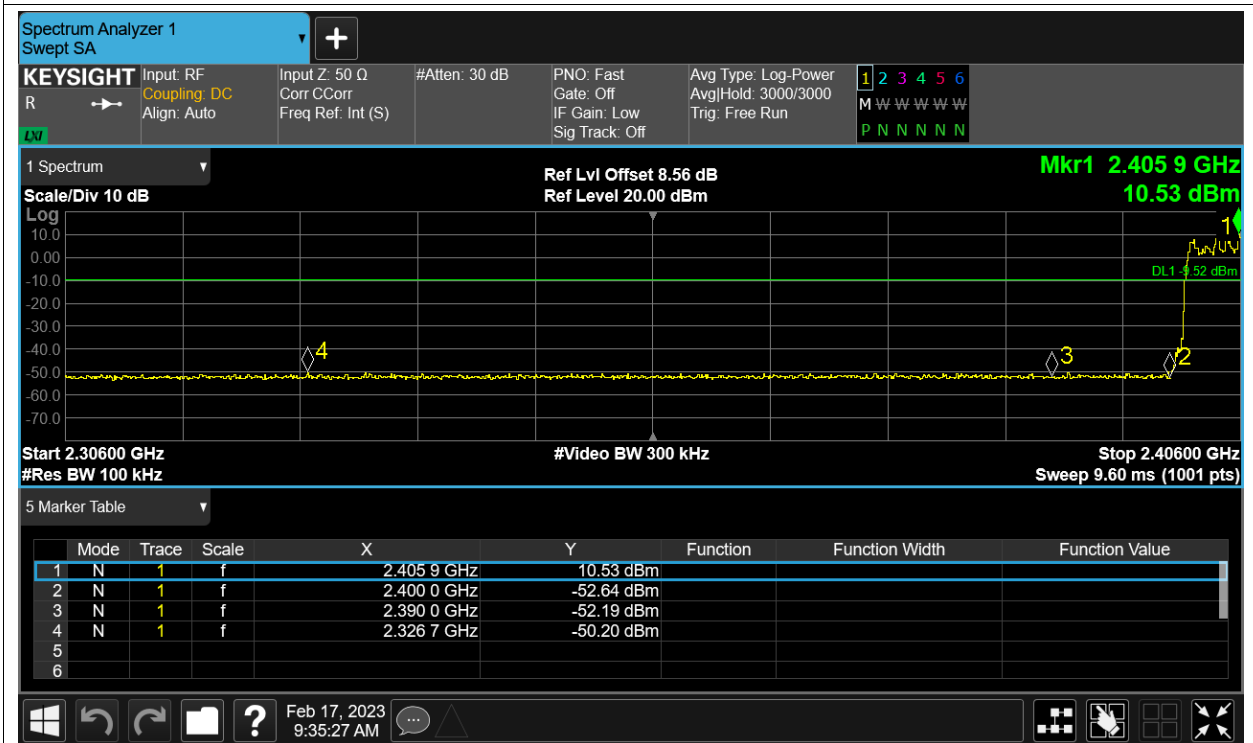 Spectrum Analyzer 1
Swept SA
KEYSIGHT
R
LXI
Input: RF
Coupling: DC
Align: Auto
Input Z: 50 Ω
Corr CCorr
Freq Ref: Int (S)
#Atten: 30 dB
PNO: Fast
Gate: Off
IF Gain: Low
Sig Track: Off
Avg Type: Log-Power
Avg|Hold: 3000/3000
Trig: Free Run
1 2 3 4 5 6
M W W W W W
P N N N N N
1 Spectrum
Scale/Div 10 dB
Ref Lvl Offset 8.56 dB
Ref Level 20.00 dBm
Mkr1 2.405 9 GHz
10.53 dBm
Log
10.0
0.00
-10.0
-20.0
-30.0
-40.0
-50.0
-60.0
-70.0
1
DL1 -9.52 dBm
4
3
2
Start 2.30600 GHz
#Res BW 100 kHz
#Video BW 300 kHz
Stop 2.40600 GHz
Sweep 9.60 ms (1001 pts)
5 Marker Table
Mode Trace Scale X Y Function Function Width Function Value
1 N 1 f 2.405 9 GHz 10.53 dBm
2 N 1 f 2.400 0 GHz -52.64 dBm
3 N 1 f 2.390 0 GHz -52.19 dBm
4 N 1 f 2.326 7 GHz -50.20 dBm
5
6
?
Feb 17, 2023
9:35:27 AM